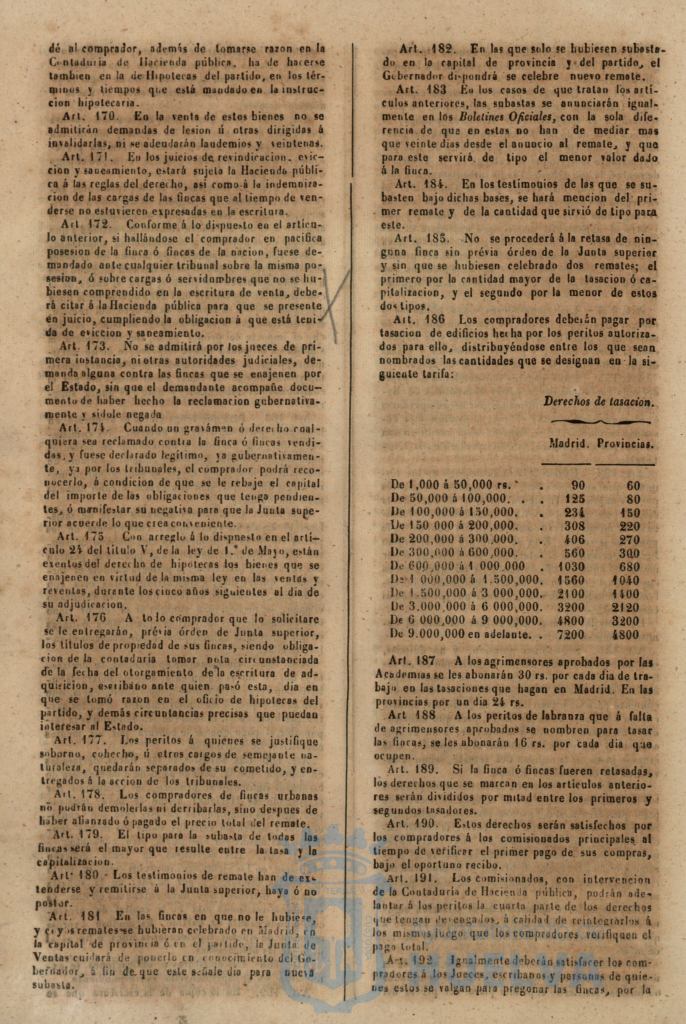 dé al comprador, además de tomarse razon en la
Contaduría de Hacienda pública, ha de hacerse
tambien en la de Hipotecas del partido, en los tér-
minos y tiempos que está mandado en la instruc-
cion hipotecaria.
Art. 170. En la venta de estos bienes no se
admitirán demandas de lesion ú otras dirigidas á
invalidarlas, ni se adeudarán laudemios y veintenas.
Art. 171. En los juicios de revindicacion, evic-
cion y saneamiento, estará sujeta la Hacienda públi-
ca á las reglas del derecho, así como á la indemniza-
cion de las cargas de las fincas que al tiempo de ven-
derse no estuvieren expresadas en la escritura.
Art. 172. Conforme á lo dispuesto en el artícu-
lo anterior, si hallándose el comprador en pacífica
posesion de la finca ó fincas de la nacion, fuese de-
mandado ante cualquier tribunal sobre la misma po-
sesion, ó sobre cargas ó servidumbres que no se hu-
biesen comprendido en la escritura de venta, debe-
rá citar á la Hacienda pública para que se presente
en juicio, cumpliendo la obligacion á que está teni-
da de eviccion y saneamiento.
Art. 173. No se admitirá por los jueces de pri-
mera instancia, ni otras autoridades judiciales, de-
manda alguna contra las fincas que se enajenen por
el Estado, sin que el demandante acompañe docu-
mento de haber hecho la reclamacion gubernativa-
mente y sídole negada
Art. 174. Cuando un gravámen ó derecho cual-
quiera sea reclamado contra la finca ó fincas vendi-
das, y fuese declarado legítimo, ya gubernativamen-
te, ya por los tribunales, el comprador podrá reco-
nocerlo, á condicion de que se le rebaje el capital
del importe de las obligaciones que tenga pendien-
tes, ó manifestar su negativa para que la Junta supe-
rior acuerde lo que crea conveniente.
Art. 175 Con arreglo á lo dispuesto en el artí-
culo 24 del título V, de la ley de 1.º de Mayo, están
exentos del derecho de hipotecas los bienes que se
enajenen en virtud de la misma ley en las ventas y
reventas, durante los cinco años siguientes al dia de
su adjudicacion.
Art. 176 A todo comprador que lo solicitare
se le entregarán, prévia órden de Junta superior,
los títulos de propiedad de sus fincas, siendo obliga-
cion de la contaduría tomar nota circunstanciada
de la fecha del otorgamiento de la escritura de ad-
quisicion, escribano ante quien pasó esta, dia en
que se tomó razon en el oficio de hipotecas del
partido, y demás circunstancias precisas que puedan
interesar al Estado.
Art. 177. Los peritos á quienes se justifique
soborno, cohecho, ú otros cargos de semejante na-
turaleza, quedarán separados de su cometido, y en-
tregados á la accion de los tribunales.
Art. 178. Los compradores de fincas urbanas
no podrán demolerlas ni derribarlas, sino despues de
haber afianzado ó pagado el precio total del remate.
Art. 179. El tipo para la subasta de todas las
fincas será el mayor que resulte entre la tasa y la
capitalizacion.
Art· 180 · Los testimonios de remate han de ex-
tenderse y remitirse á la Junta superior, haya ó no
postor.
Art. 181 En las fincas en que no le hubiese,
y cuyos remates se hubieran celebrado en Madrid, en
la capital de provincia ó en el partido, la Junta de
Ventas cuidará de ponerlo en conocimiento del Go-
bernador, á fin de que este señale dia para nueva
subasta.
Art. 182. En las que solo se hubiesen subasta-
do en la capital de provincia y del partido, el
Gobernador dispondrá se celebre nuevo remate.
Art. 183 En los casos de que tratan los artí-
culos anteriores, las subastas se anunciarán igual-
mente en los Boletines Oficiales, con la sola dife-
rencia de que en estas no han de mediar mas
que veinte dias desde el anuncio al remate, y que
para este servirá de tipo el menor valor dado
á la finca.
Art. 184. En los testimonios de las que se su-
basten bajo dichas bases, se hará mencion del pri-
mer remate y de la cantidad que sirvió de tipo para
este.
Art. 185. No se procederá á la retasa de nin-
guna finca sin prévia órden de la Junta superior
y sin que se hubiesen celebrado dos remates; el
primero por la cantidad mayor de la tasacion ó ca-
pitalizacion, y el segundo por la menor de estos
dos tipos.
Art. 186 Los compradores deberán pagar por
tasacion de edificios hecha por los peritos autoriza-
dos para ello, distribuyéndose entre los que sean
nombrados las cantidades que se designan en la si-
guiente tarifa:
Derechos de tasacion.
Madrid. Provincias.
De 1,000 á 50,000 rs. . 90 60
De 50,000 á 100,000. . . 125 80
De 100,000 á 150,000. . 234 150
De 150 000 á 200,000. . 308 220
De 200,000 á 300,000. . 406 270
De 300,000 á 600,000. . 560 300
De 600,000 á 1 000,000 . 1030 680
De 1 000,000 á 1.500,000. 1560 1040
De 1.500,000 á 3 000,000. 2100 1400
De 3.000,000 á 6 000,000. 3200 2120
De 6 000,000 á 9 000,000. 4800 3200
De 9.000,000 en adelante. . 7200 4800
Art. 187 A los agrimensores aprobados por las
Academias se les abonarán 30 rs. por cada dia de tra-
bajo en las tasaciones que hagan en Madrid. En las
provincias por un dia 24 rs.
Art 188 A los peritos de labranza que á falta
de agrimensores aprobados se nombren para tasar
las fincas, se les abonarán 16 rs. por cada dia que
ocupen.
Art. 189. Si la finca ó fincas fueren retasadas,
los derechos que se marcan en los artículos anterio-
res serán divididos por mitad entre los primeros y
segundos tasadores.
Art. 190. Estos derechos serán satisfechos por
los compradores á los comisionados principales al
tiempo de verificar el primer pago de sus compras,
bajo el oportuno recibo.
Art. 191. Los comisionados, con intervencion
de la Contaduría de Hacienda pública, podrán ade-
lantar á los peritos la cuarta parte de los derechos
que tengan devengados, á calidad de reintegrarlos á
los mismos luego que los compradores verifiquen el
pago total.
Art. 192 Igualmente deberán satisfacer los com-
pradores á los Jueces, escribanos y personas de quie-
nes estos se valgan para pregonar las fincas, por la